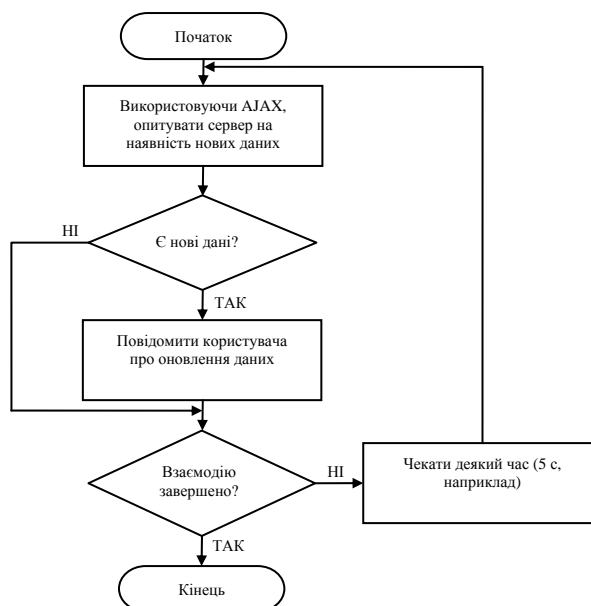 Початок
Використовуючи AJAX,
опитувати сервер на
наявність нових даних
НІ
Є нові дані?
ТАК
Повідомити користувача
про оновлення даних
Взаємодію
завершено?
НІ
Чекати деякий час (5 с,
наприклад)
ТАК
Кінець